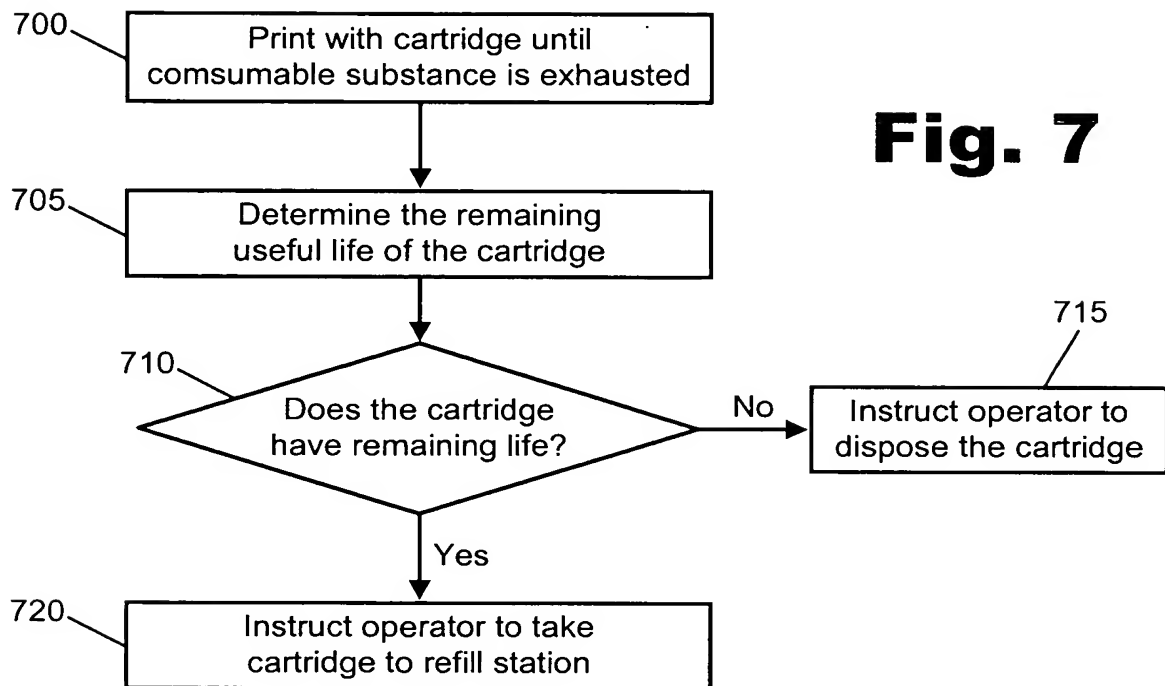 700
Print with cartridge until
comsumable substance is exhausted
Fig. 7
705
Determine the remaining
useful life of the cartridge
710
Does the cartridge
have remaining life?
No
715
Instruct operator to
dispose the cartridge
Yes
720
Instruct operator to take
cartridge to refill station